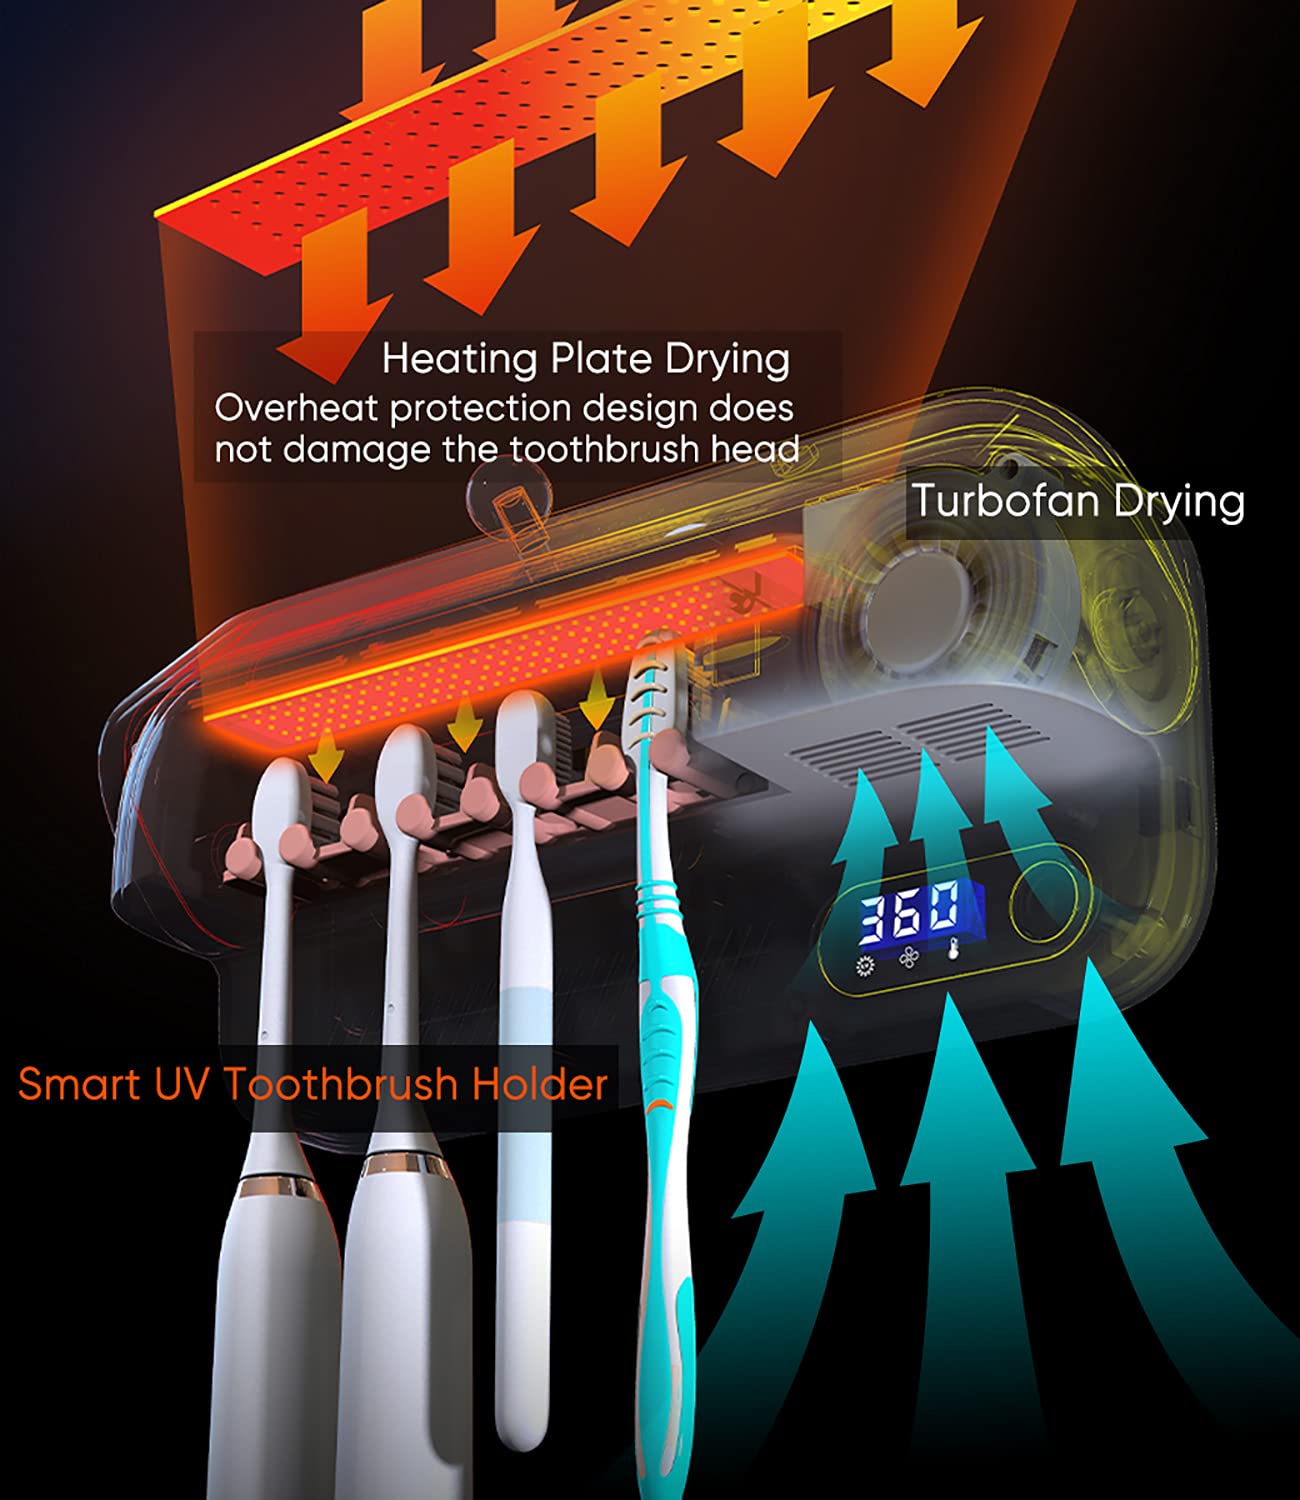 Heating Plate Drying
Overheat protection design does
not damage the toothbrush head
Turbofan Drying
360
Smart UV Toothbrush Holder